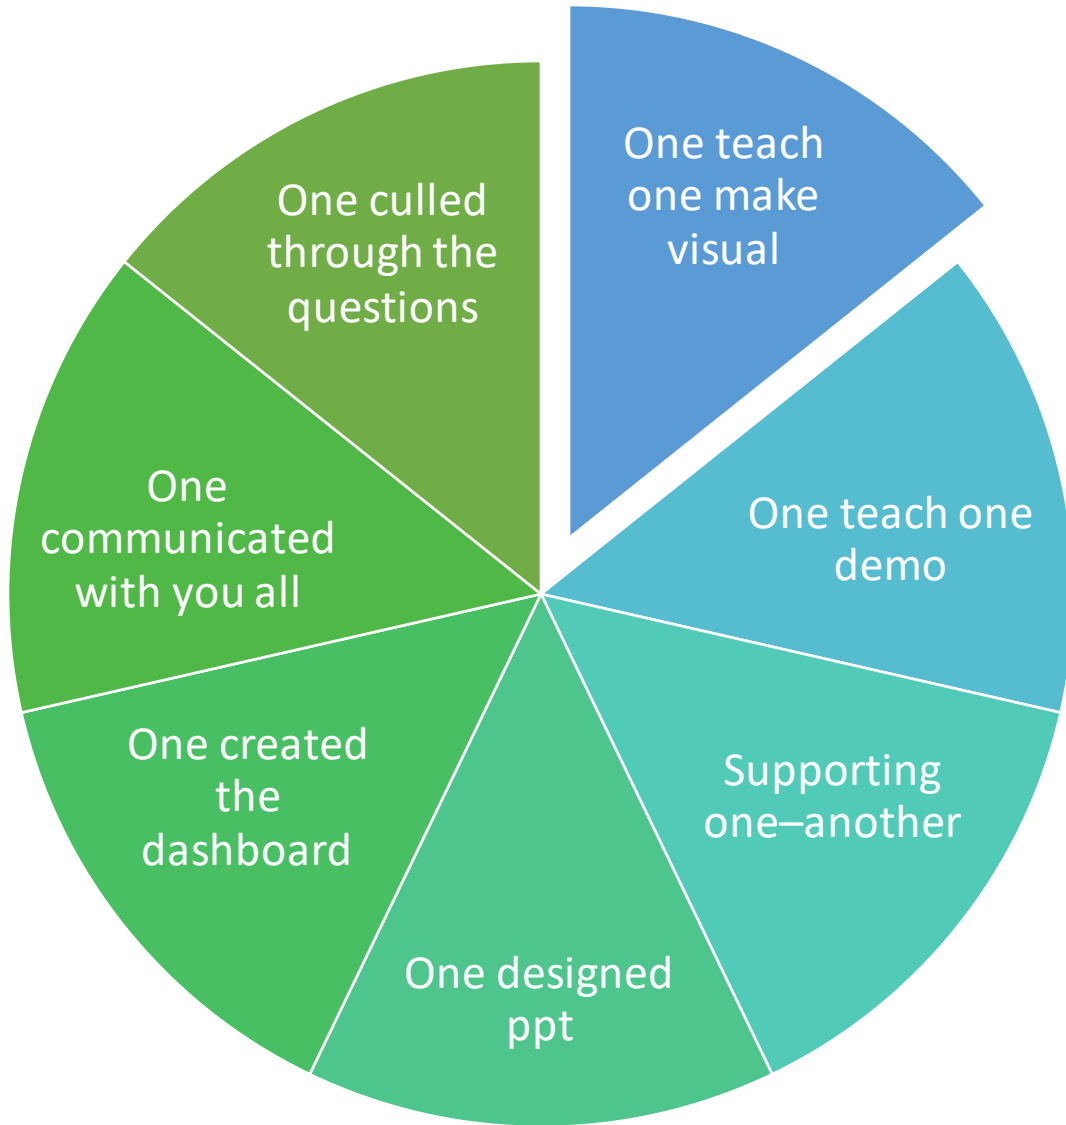 One teach
one make
visual
One teach one
demo
Supporting
one–another
One designed
ppt
One created
the
dashboard
One
communicated
with you all
One culled
through the
questions